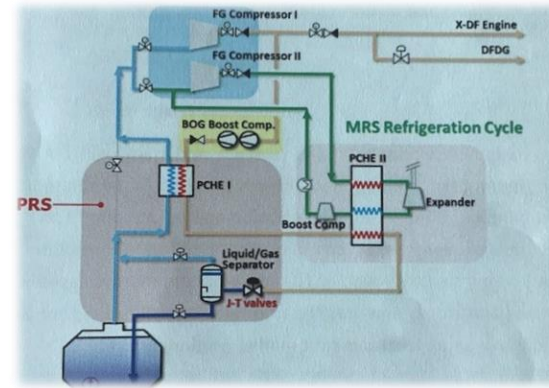 FG Compressor I
X-DF Engine
FG Compressor II
DFDG
BOG Boost Comp.
MRS Refrigeration Cycle
PCHE II
PCHE I
PRS
Expander
Boost Comp
Liquid/Gas
Separator
J-T valves